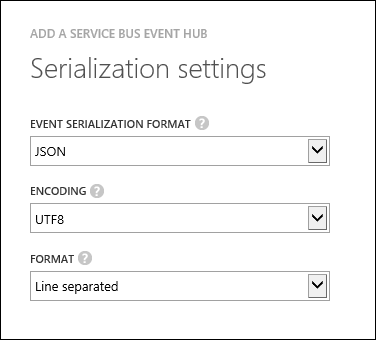 ADD A SERVICE BUS EVENT HUB
Serialization settings
EVENT SERIALIZATION FORMAT ?
JSON
ENCODING ?
UTF8
FORMAT ?
Line separated